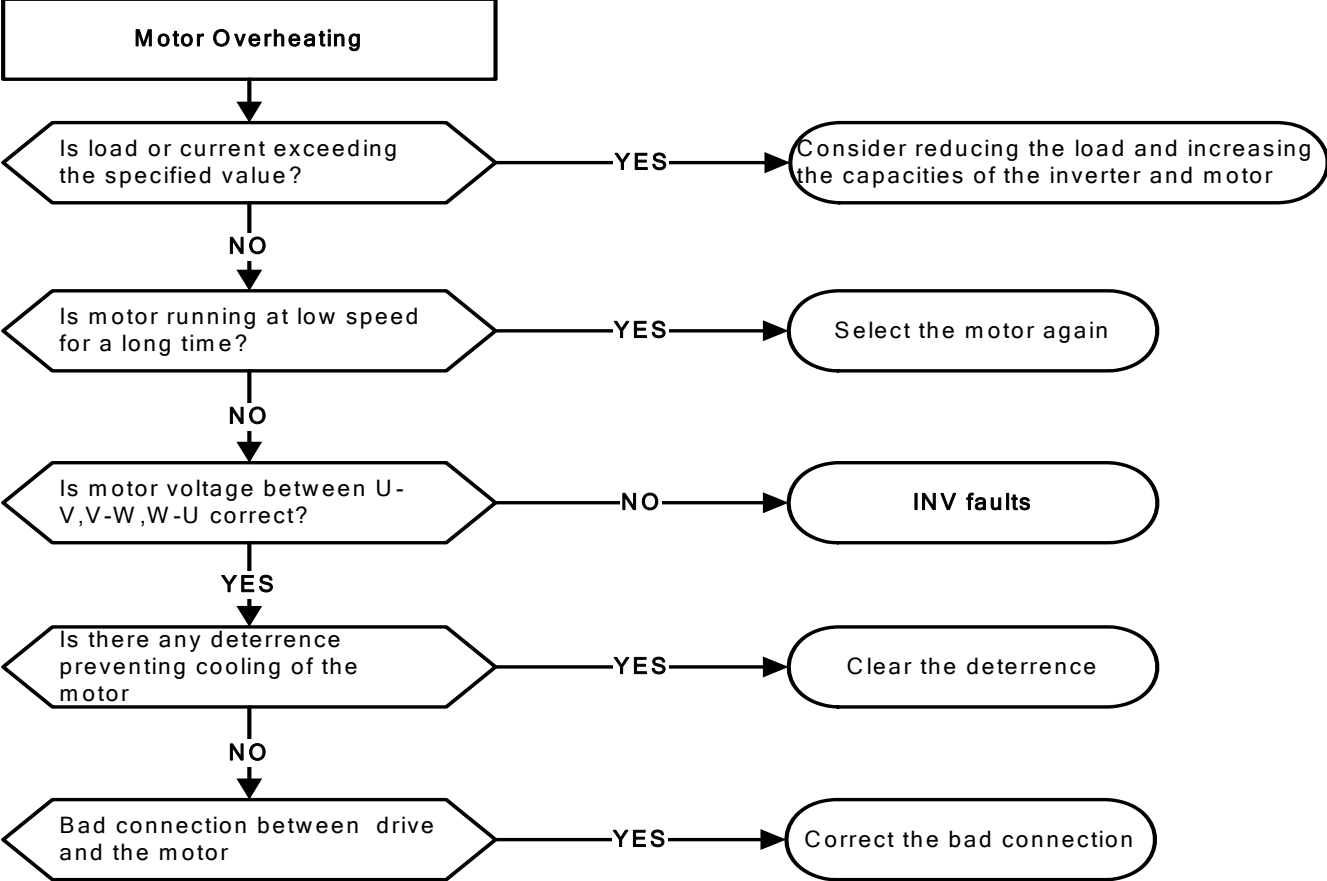 Motor Overheating
Is load or current exceeding
the specified value?
YES
Consider reducing the load and increasing
the capacities of the inverter and motor
NO
Is motor running at low speed
for a long time?
YES
Select the motor again
NO
Is motor voltage between U-
V,V-W,W-U correct?
NO
INV faults
YES
Is there any deterrence
preventing cooling of the
motor
YES
Clear the deterrence
NO
Bad connection between drive
and the motor
YES
Correct the bad connection